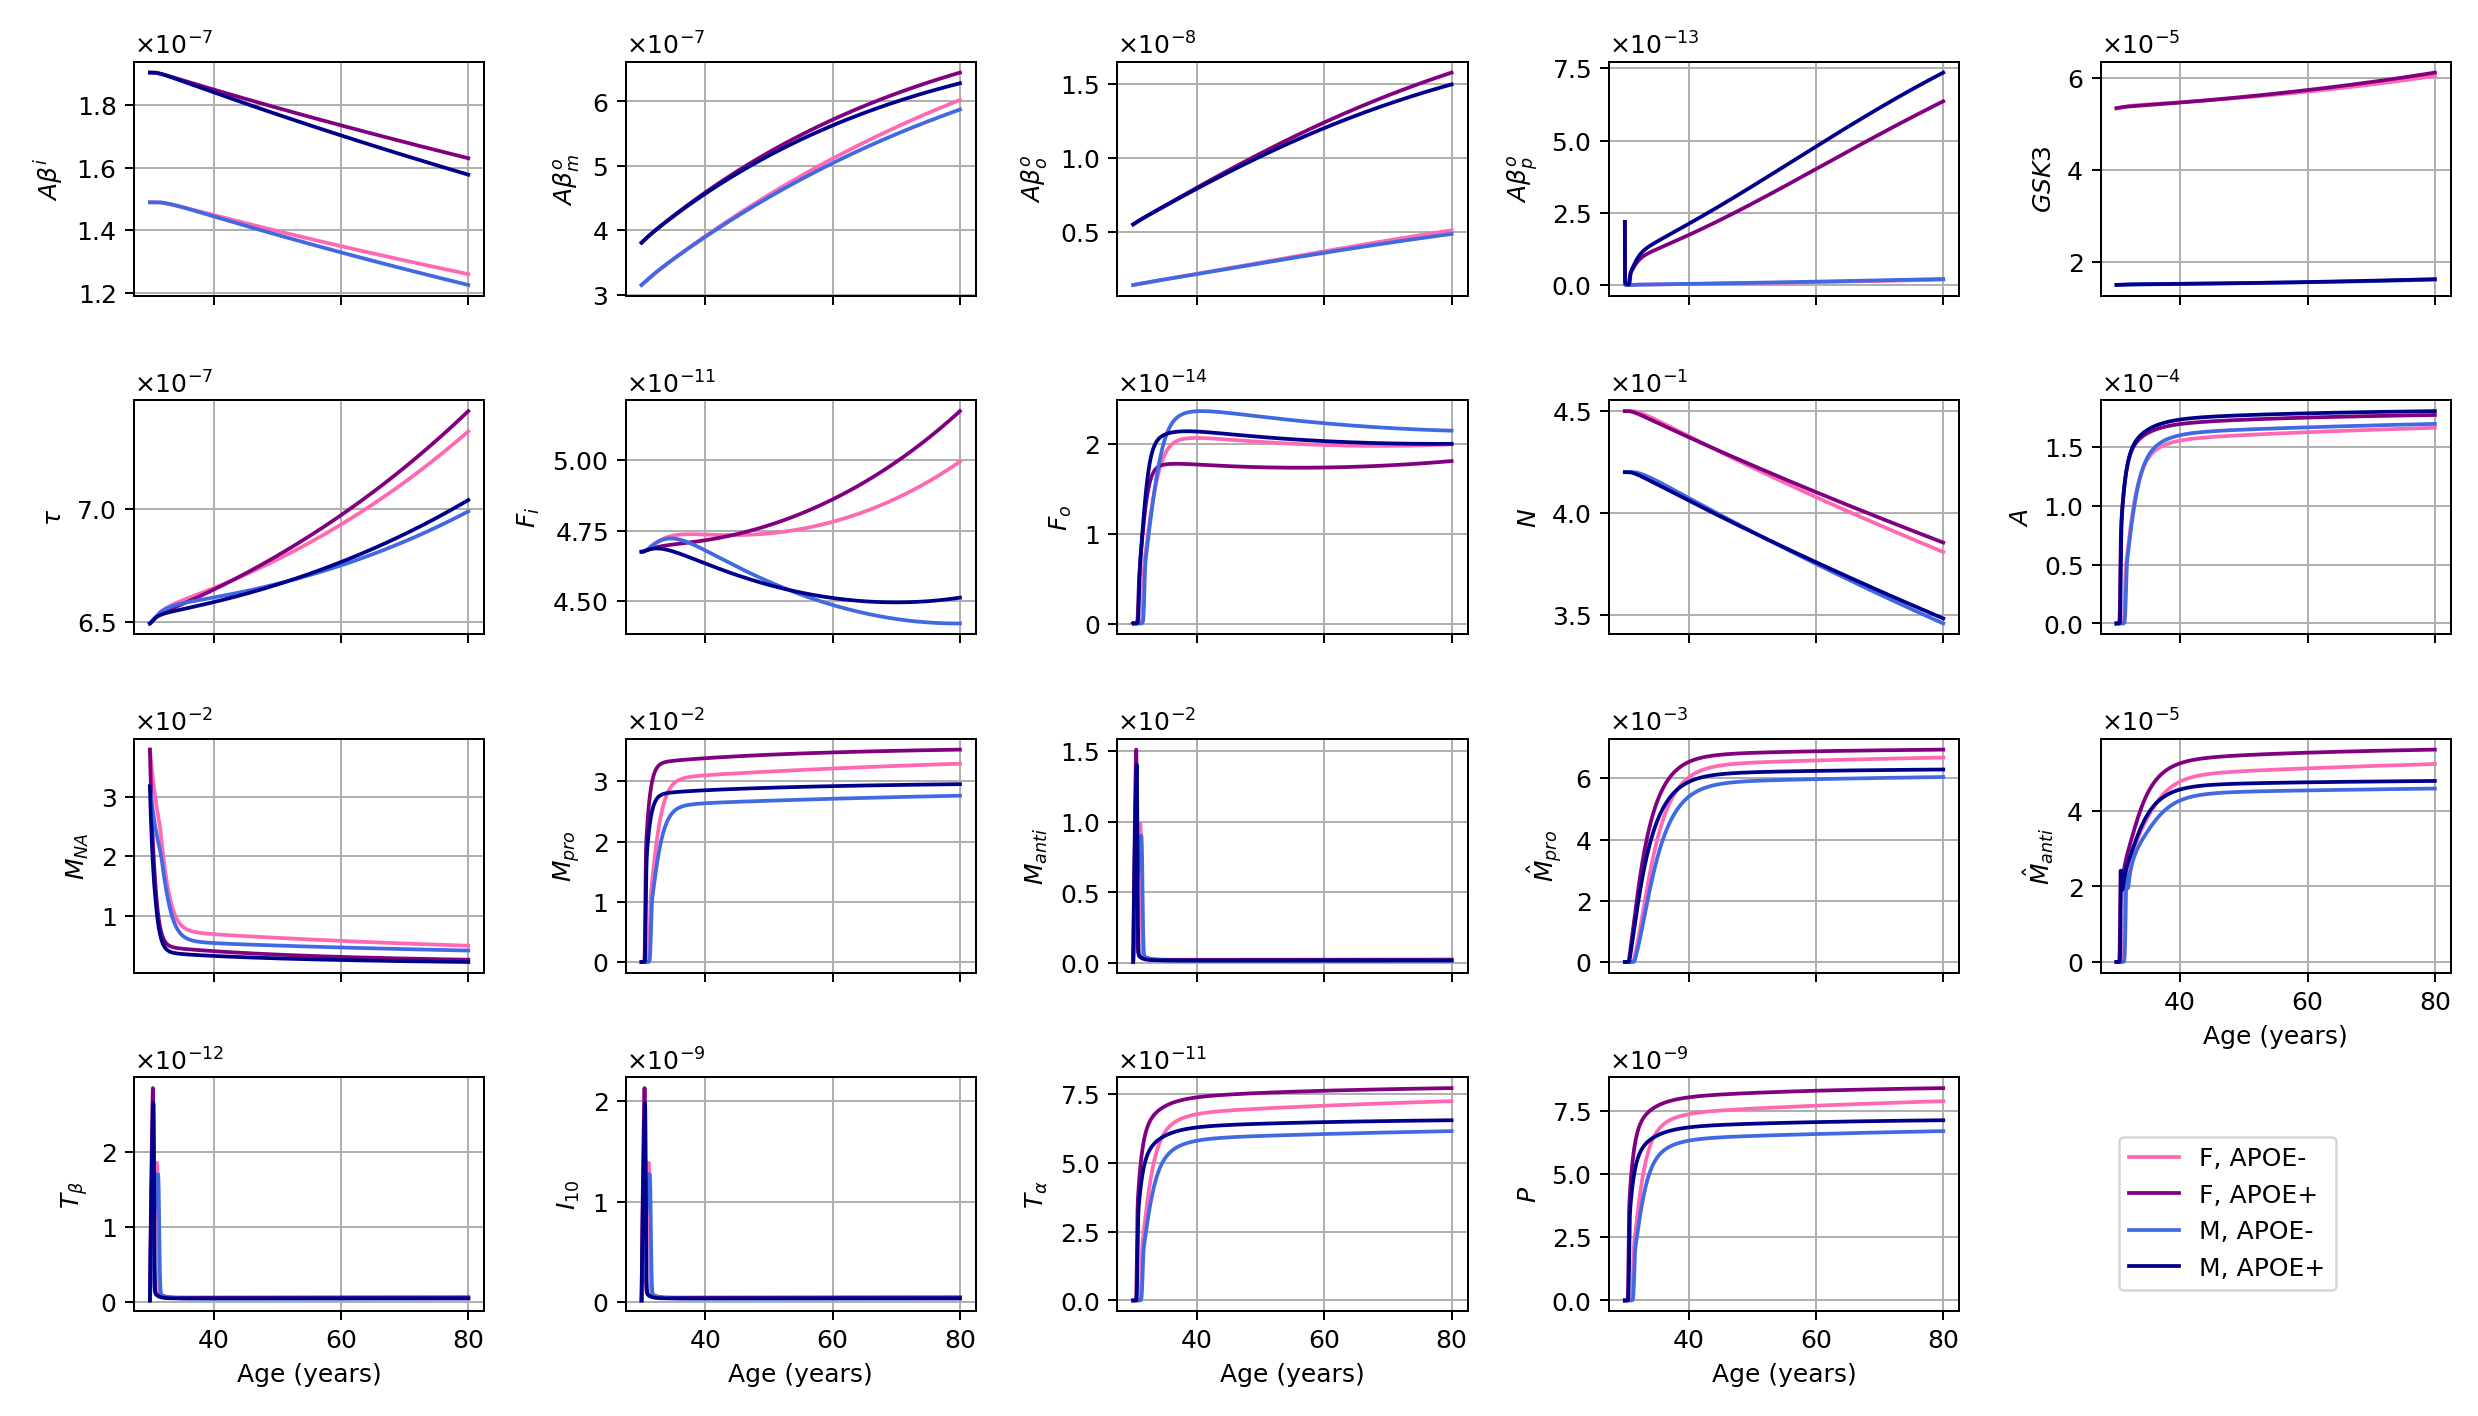 ×10⁻⁷ ×10⁻⁷ ×10⁻⁸ ×10⁻¹³ ×10⁻⁵
Aβⁱ 1.8 1.6 1.4 1.2
Aβₘᵒ 6 5 4 3
Aβₒᵒ 1.5 1.0 0.5
Aβₚᵒ 7.5 5.0 2.5 0.0
GSK3 6 4 2
×10⁻⁷ ×10⁻¹¹ ×10⁻¹⁴ ×10⁻¹ ×10⁻⁴
τ 7.0 6.5
Fᵢ 5.00 4.75 4.50
Fₒ 2 1 0
N 4.5 4.0 3.5
A 1.5 1.0 0.5 0.0
×10⁻² ×10⁻² ×10⁻² ×10⁻³ ×10⁻⁵
M_NA 3 2 1
M_pro 3 2 1 0
M_anti 1.5 1.0 0.5 0.0
M̂_pro 6 4 2 0
M̂_anti 4 2 0
40 60 80
Age (years)
×10⁻¹² ×10⁻⁹ ×10⁻¹¹ ×10⁻⁹
T_β 2 1 0
I₁₀ 2 1 0
T_α 7.5 5.0 2.5 0.0
P 7.5 5.0 2.5 0.0
40 60 80 40 60 80 40 60 80 40 60 80
Age (years) Age (years) Age (years) Age (years)
F, APOE-
F, APOE+
M, APOE-
M, APOE+